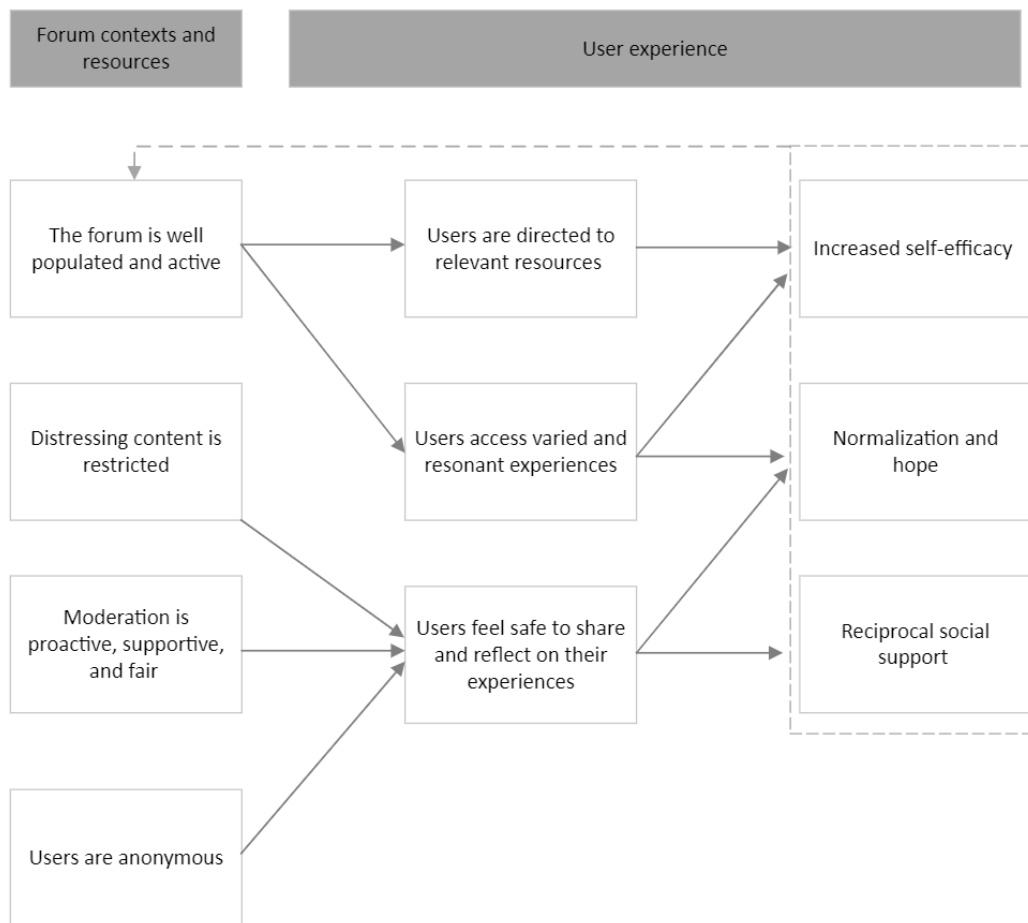 Forum contexts and
resources
User experience
The forum is well
populated and active
Users are directed to
relevant resources
Increased self-efficacy
Distressing content is
restricted
Users access varied and
resonant experiences
Normalization and
hope
Moderation is
proactive, supportive,
and fair
Users feel safe to share
and reflect on their
experiences
Reciprocal social
support
Users are anonymous